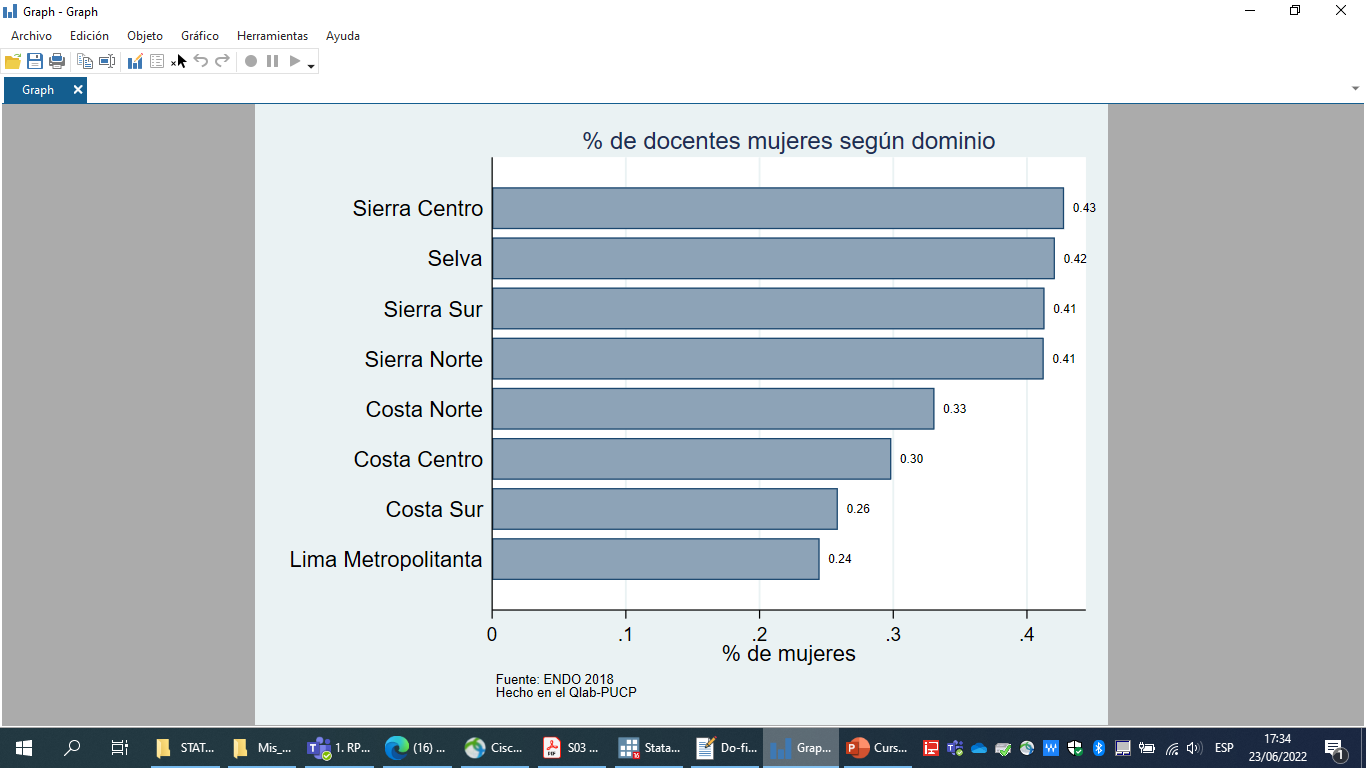 Graph - Graph
Archivo Edición Objeto Gráfico Herramientas Ayuda
Graph
% de docentes mujeres según dominio
Sierra Centro 0.43
Selva 0.42
Sierra Sur 0.41
Sierra Norte 0.41
Costa Norte 0.33
Costa Centro 0.30
Costa Sur 0.26
Lima Metropolitanta 0.24
0 .1 .2 .3 .4
% de mujeres
Fuente: ENDO 2018
Hecho en el Qlab-PUCP
STAT... Mis_... 1. RP... (16) ... Cisc... S03 ... Stata... Do-fi... Grap... Curs... ESP 17:34
23/06/2022 1